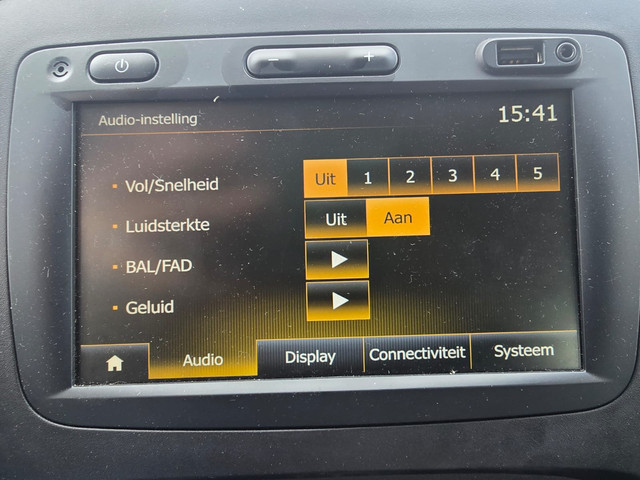 Audio-instelling 15:41
Vol/Snelheid Uit 1 2 3 4 5
Luidsterkte Uit Aan
BAL/FAD
Geluid
Audio Display Connectiviteit Systeem